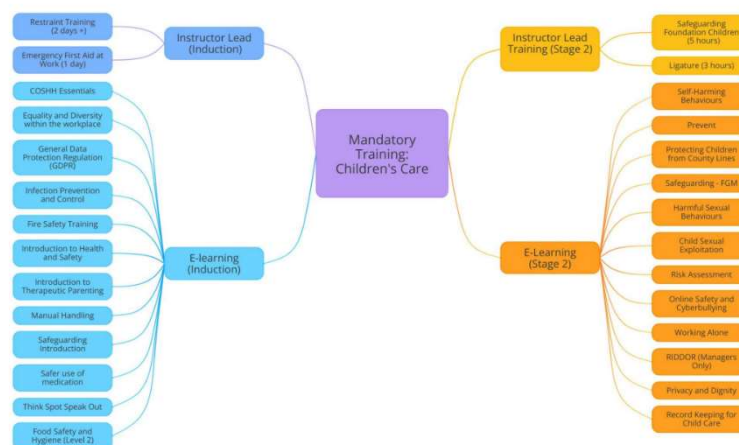 Mandatory
Training:
Children's Care
Instructor Lead
(Induction)
Restraint Training
(2 days +)
Emergency First Aid at
Work (1 day)
E-learning
(Induction)
COSHH Essentials
Equality and Diversity
within the workplace
General Data
Protection Regulation
(GDPR)
Infection Prevention
and Control
Fire Safety Training
Introduction to Health
and Safety
Introduction to
Therapeutic Parenting
Manual Handling
Safeguarding
Introduction
Safer use of
medication
Think Spot Speak Out
Food Safety and
Hygiene (Level 2)
Instructor Lead
Training (Stage 2)
Safeguarding
Foundation Children
(5 hours)
Ligature (3 hours)
E-Learning
(Stage 2)
Self-Harming
Behaviours
Prevent
Protecting Children
from County Lines
Safeguarding - FGM
Harmful Sexual
Behaviours
Child Sexual
Exploitation
Risk Assessment
Online Safety and
Cyberbullying
Working Alone
RIDDOR (Managers
Only)
Privacy and Dignity
Record Keeping for
Child Care